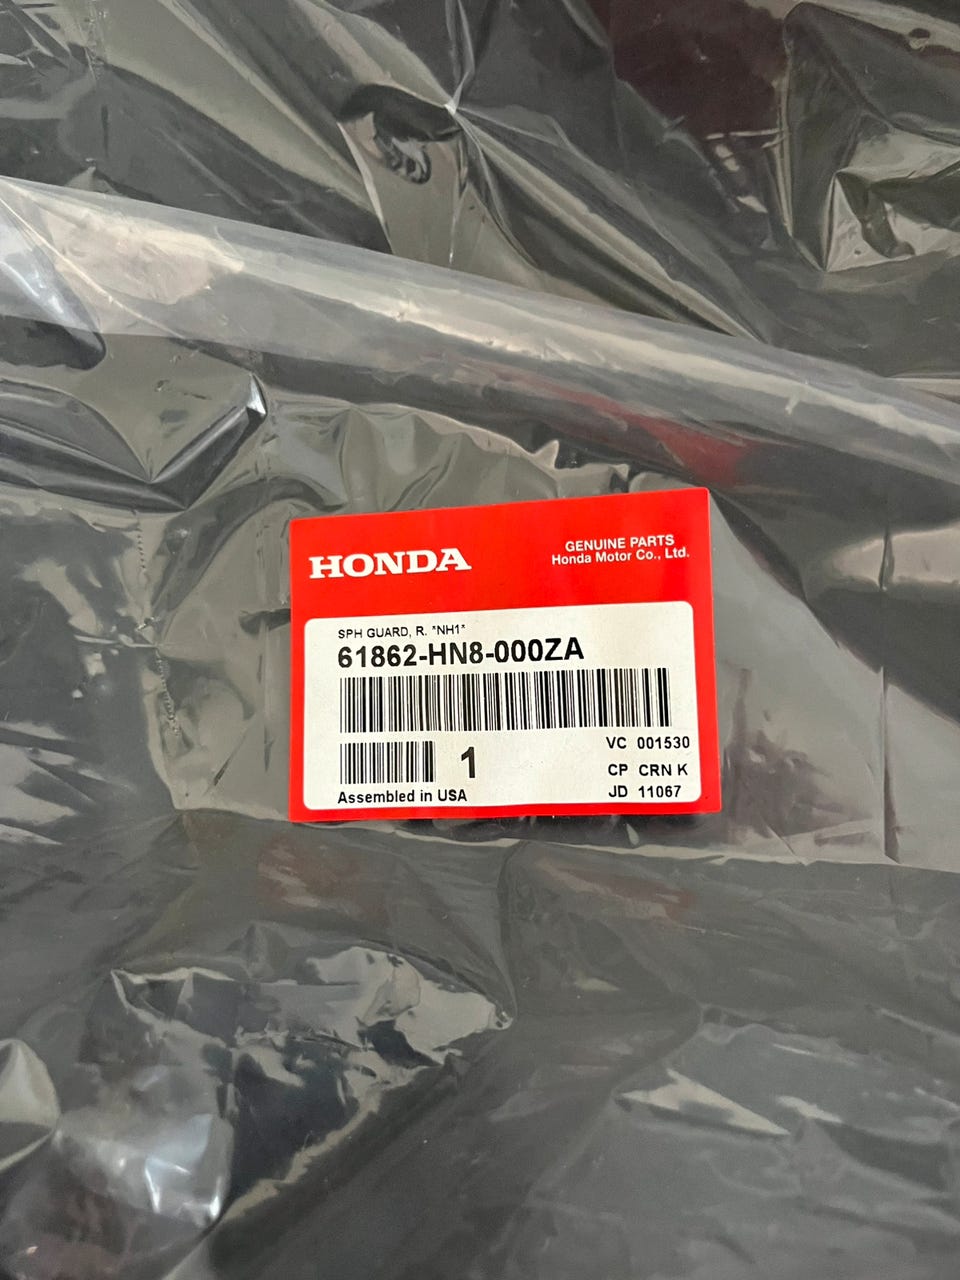 HONDA
GENUINE PARTS
Honda Motor Co., Ltd.
SPH GUARD, R. *NH1*
61862-HN8-000ZA
1
VC 001530
CP CRN K
JD 11067
Assembled in USA